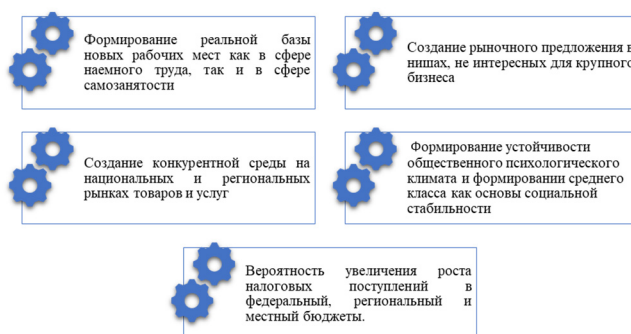 Формирование реальной базы
новых рабочих мест как в сфере
наемного труда, так и в сфере
самозанятости
Создание рыночного предложения в
нишах, не интересных для крупного
бизнеса
Создание конкурентной среды на
национальных и региональных
рынках товаров и услуг
Формирование устойчивости
общественного психологического
климата и формировании среднего
класса как основы социальной
стабильности
Вероятность увеличения роста
налоговых поступлений в
федеральный, региональный и
местный бюджеты.